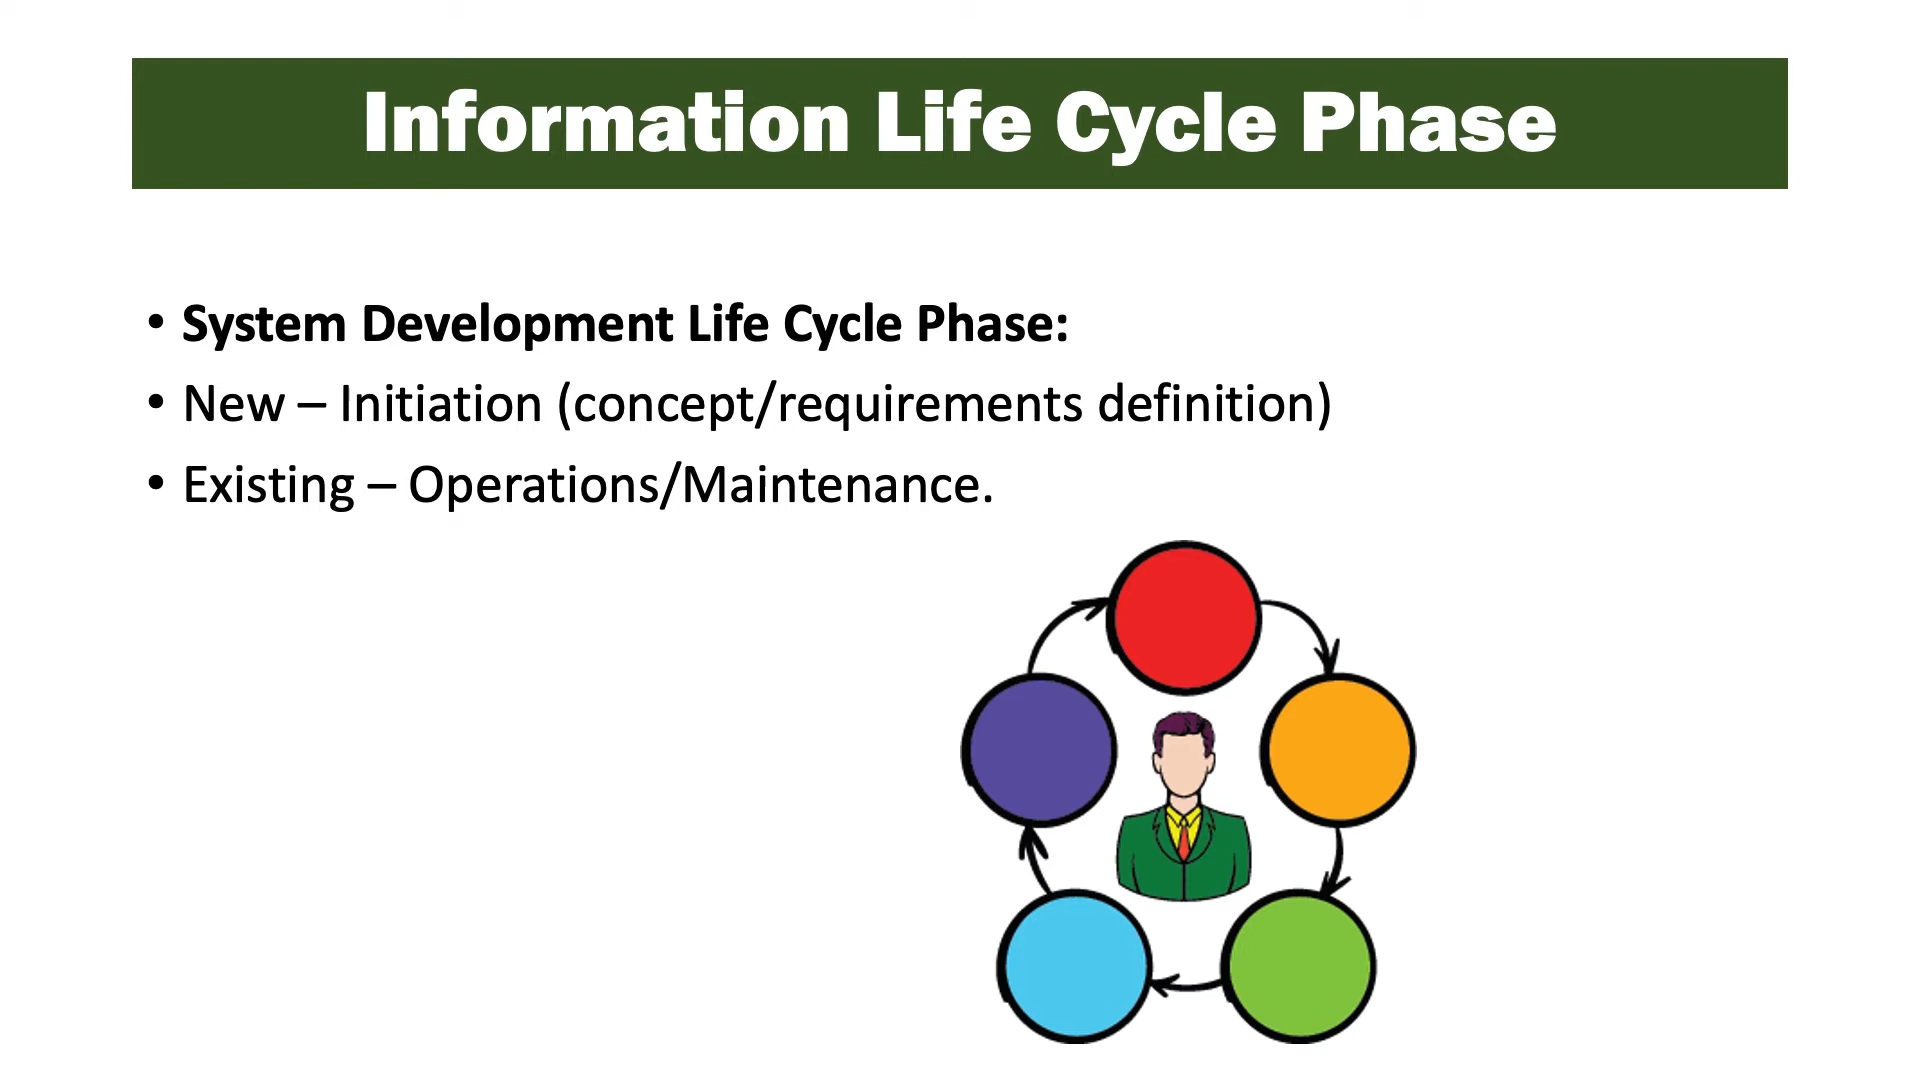 Information Life Cycle Phase
• System Development Life Cycle Phase:
• New – Initiation (concept/requirements definition)
• Existing – Operations/Maintenance.